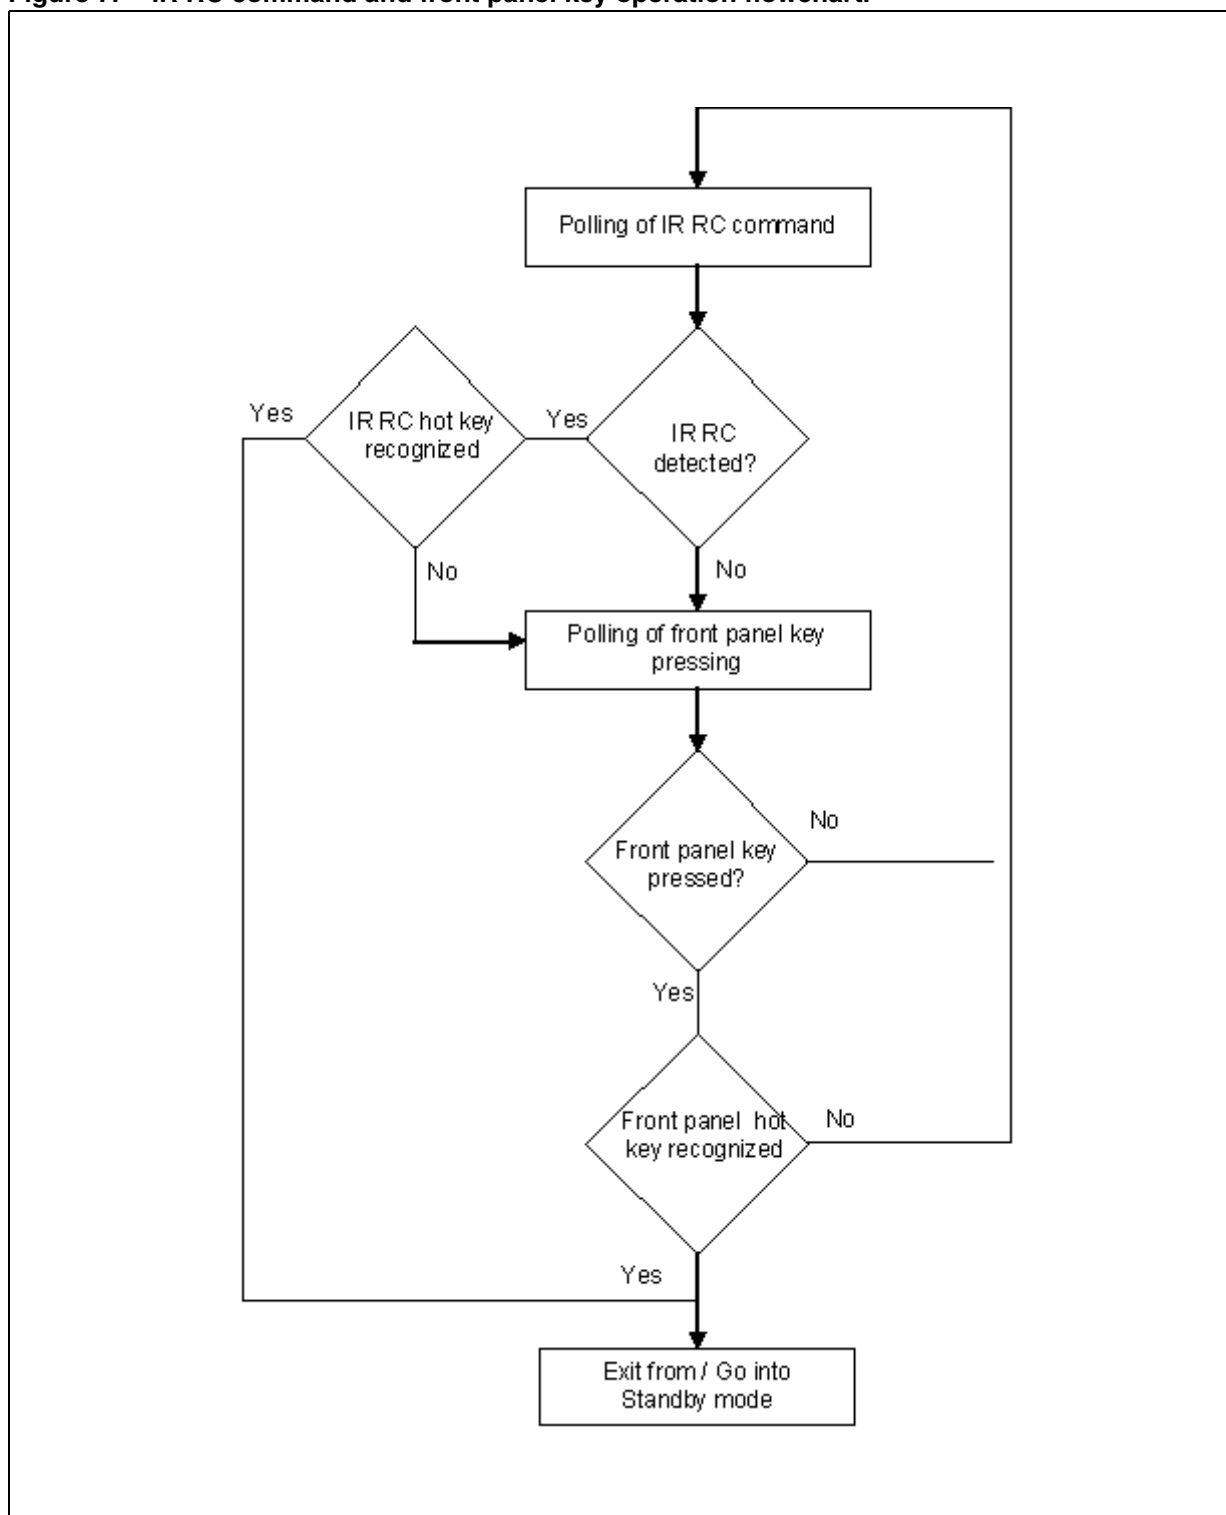 Polling of IR RC command
Yes
IR RC hot key
recognized
Yes
IR RC
detected?
No
No
Polling of front panel key
pressing
No
Front panel key
pressed?
Yes
Front panel hot
key recognized
No
Yes
Exit from / Go into
Standby mode